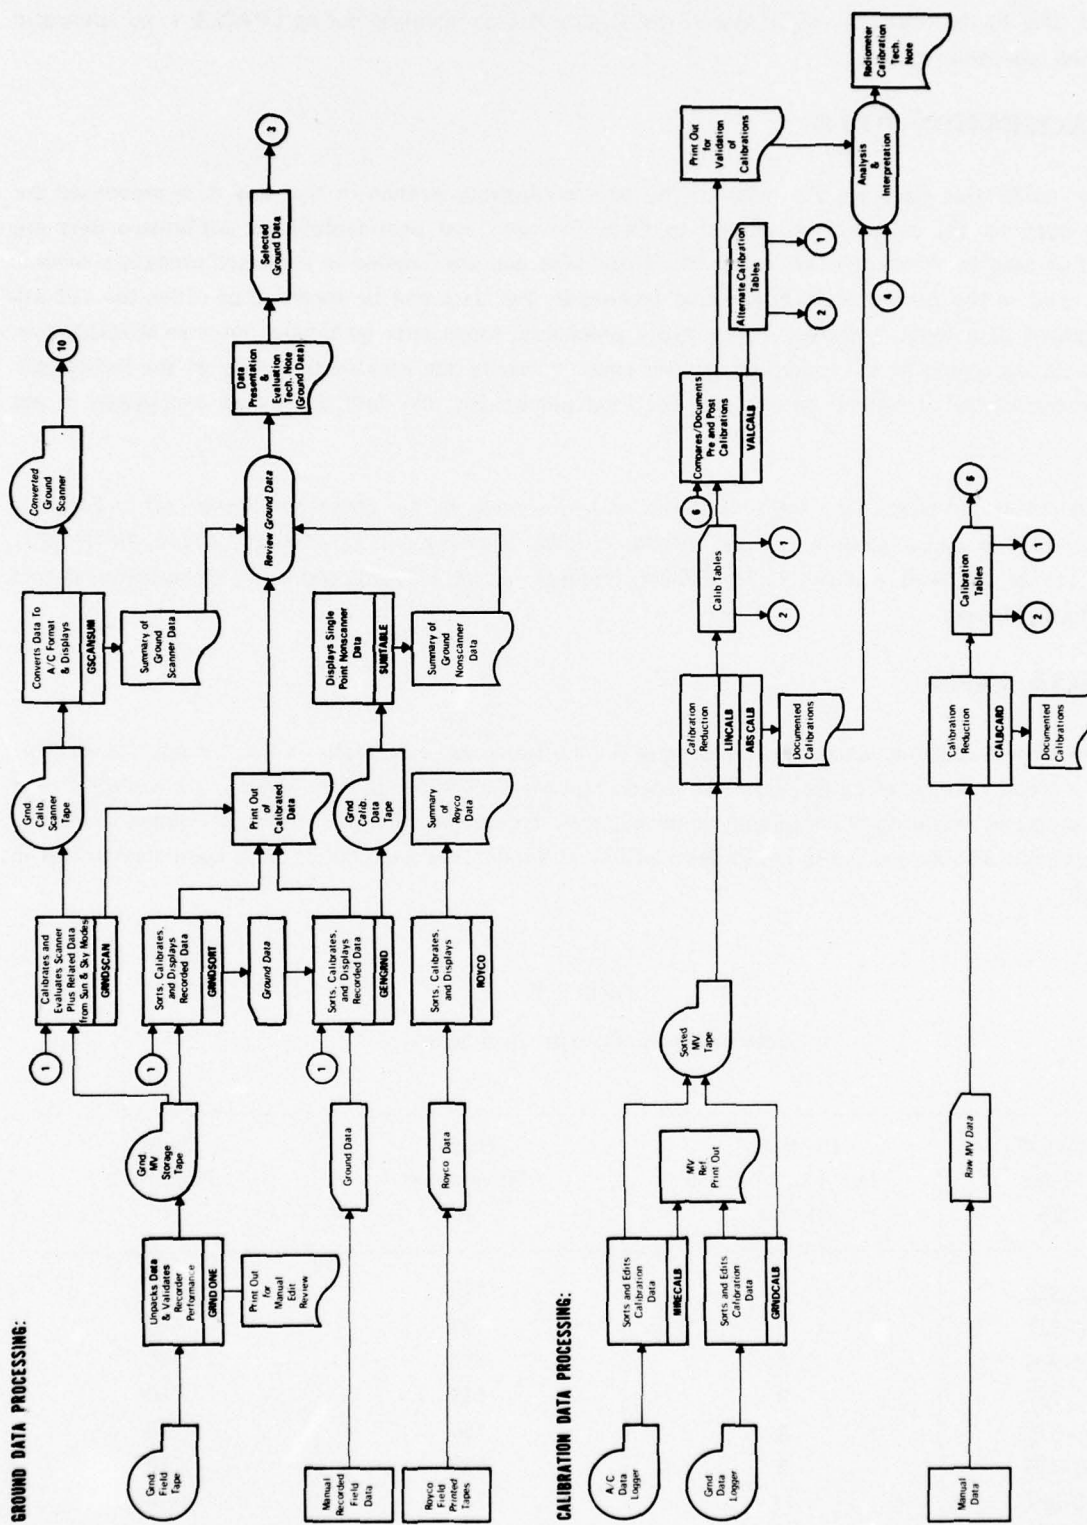 GROUND DATA PROCESSING:
Grnd.
Field
Tape
Unpacks Data
& Validates
Recorder
Performance
GRND ONE
Print Out
for
Manual
Edit
Review
Grnd
MV
Storage
Tape
1
Calibrates and
Evaluates Scanner
Plus Related Data
from Sun & Sky Modes
GRNDSCAN
Grnd
Calib
Scanner
Tape
Converts Data To
A/C Format
& Displays
GSCANSUM
Summary of
Ground
Scanner Data
Converted
Ground
Scanner
10
1
Sorts, Calibrates,
and Displays
Recorded Data
GRNDSORT
Ground Data
Print Out
of
Calibrated
Data
Review Ground Data
Data
Presentation
&
Evaluation
Tech. Note
(Ground Data)
Selected
Ground Data
3
Manual
Recorded
Field
Data
Ground Data
1
Sorts, Calibrates,
and Displays
Recorded Data
GENGRND
Grnd
Calib.
Data
Tape
Displays Single
Point Nonscanner
Data
SUMTABLE
Summary of
Ground
Nonscanner
Data
Royco
Field
Printed
Tapes
Royco Data
Sorts, Calibrates,
and Displays
ROYCO
Summary
of
Royco
Data
CALIBRATION DATA PROCESSING:
A/C
Data
Logger
Sorts and Edits
Calibration
Data
MRECALB
MV
Ref.
Print Out
Grnd
Data
Logger
Sorts and Edits
Calibration
Data
GRNDCALB
Sorted
MV
Tape
Calibration
Reduction
LINCALB
ABS CALB
Documented
Calibrations
Calib Tables
2
1
6
Compares/Documents
Pre and Post
Calibrations
VALCALB
Print Out
for
Validation
of
Calibrations
Alternate Calibration
Tables
2
1
4
Analysis
&
Interpretation
Radiometer
Calibration
Tech.
Note
Manual
Data
Raw MV Data
Calibration
Reduction
CALBCARD
Documented
Calibrations
Calibration
Tables
2
1
6